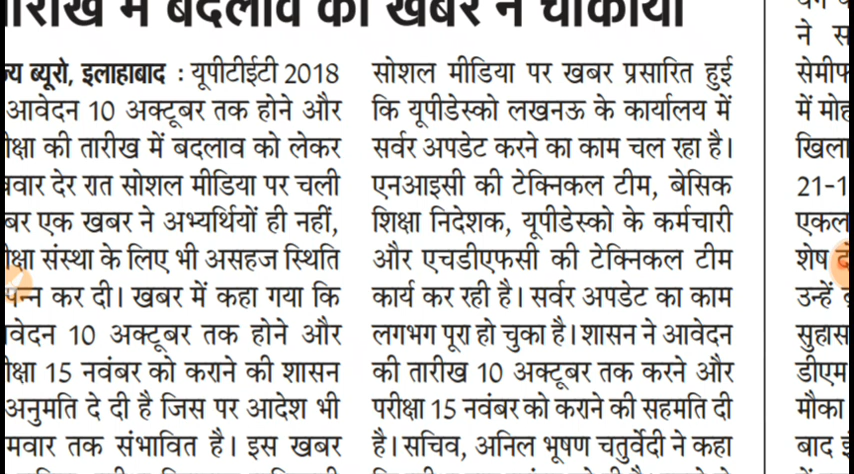 में बदलाव की खबर ने चौंकाया
ब्यूरो, इलाहाबाद : यूपीटीईटी 2018
आवेदन 10 अक्टूबर तक होने और
की तारीख में बदलाव को लेकर
देर रात सोशल मीडिया पर चली
एक खबर ने अभ्यर्थियों ही नहीं,
संस्था के लिए भी असहज स्थिति
कर दी। खबर में कहा गया कि
10 अक्टूबर तक होने और
15 नवंबर को कराने की शासन
अनुमति दे दी है जिस पर आदेश भी
तक संभावित है। इस खबर
सोशल मीडिया पर खबर प्रसारित हुई
कि यूपीडेस्को लखनऊ के कार्यालय में
सर्वर अपडेट करने का काम चल रहा है।
एनआइसी की टेक्निकल टीम, बेसिक
शिक्षा निदेशक, यूपीडेस्को के कर्मचारी
और एचडीएफसी की टेक्निकल टीम
कार्य कर रही है। सर्वर अपडेट का काम
लगभग पूरा हो चुका है। शासन ने आवेदन
की तारीख 10 अक्टूबर तक करने और
परीक्षा 15 नवंबर को कराने की सहमति दी
है। सचिव, अनिल भूषण चतुर्वेदी ने कहा
ने
में
21-1
शेष
उन्हें
डीएम
मौका
बाद